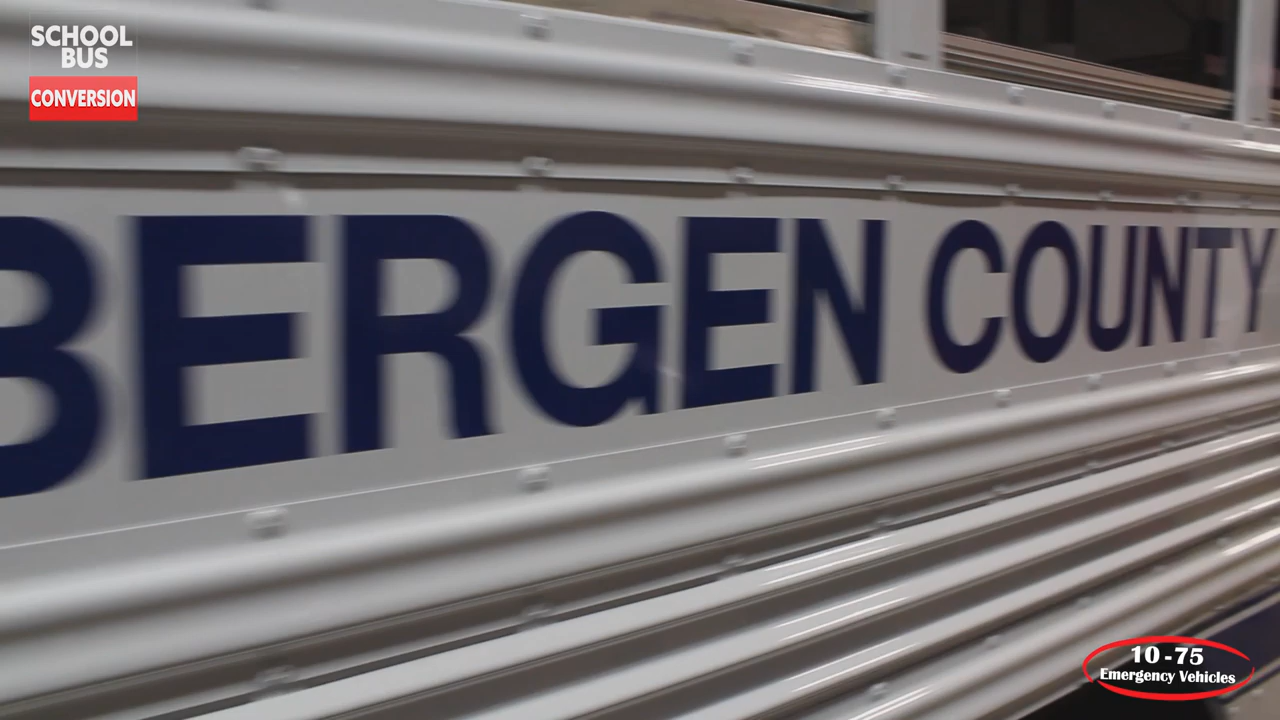 SCHOOL
BUS
CONVERSION
BERGEN COUNTY
10-75
Emergency Vehicles